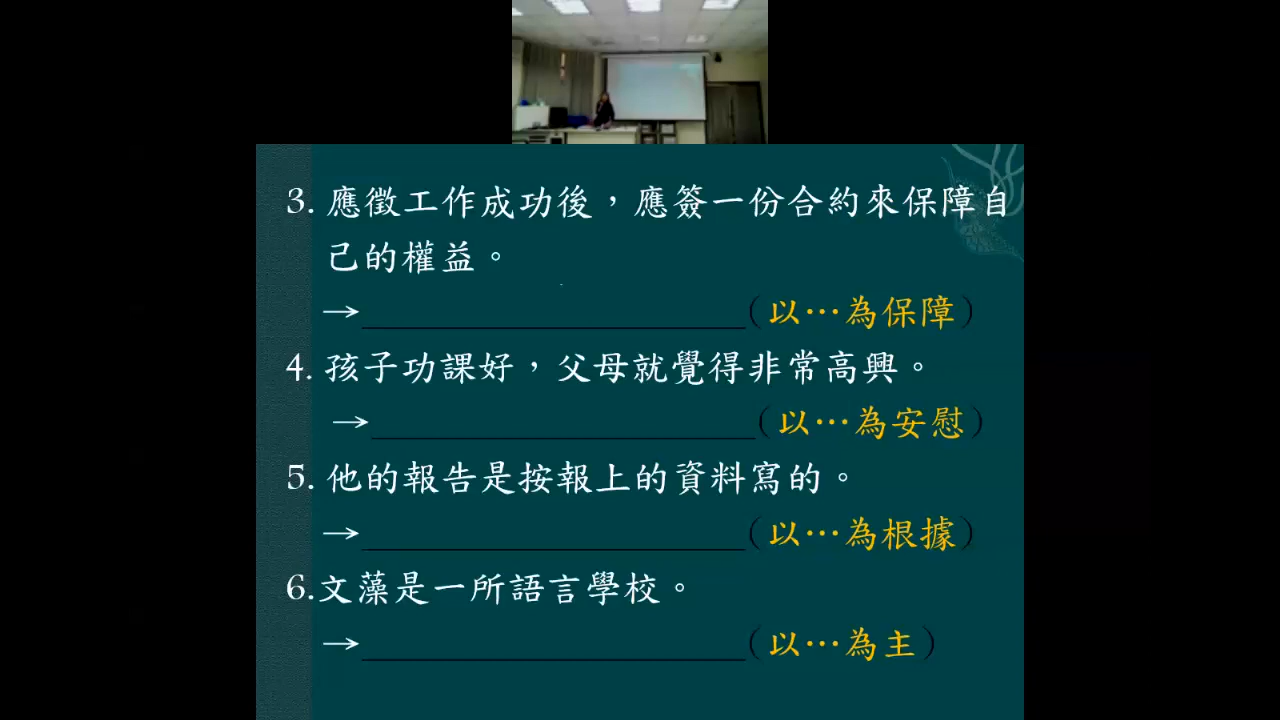 3. 應徵工作成功後，應簽一份合約來保障自
己的權益。
→____________________(以…為保障)
4. 孩子功課好，父母就覺得非常高興。
→____________________(以…為安慰)
5. 他的報告是按報上的資料寫的。
→____________________(以…為根據)
6.文藻是一所語言學校。
→____________________(以…為主)